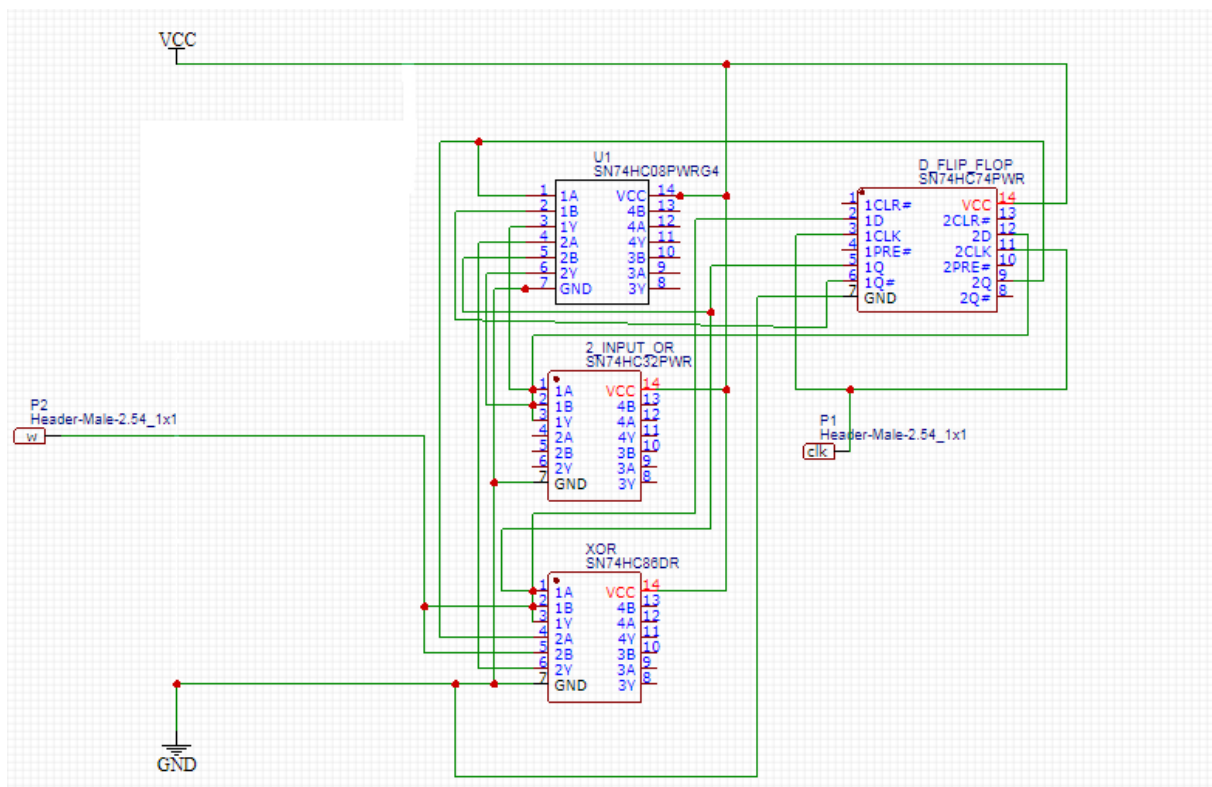 VCC
U1
SN74HC08PWRG4
1 1A VCC 14
2 1B 4B 13
3 1Y 4A 12
4 2A 4Y 11
5 2B 3B 10
6 2Y 3A 9
7 GND 3Y 8
D_FLIP_FLOP
SN74HC74PWR
1 1CLR# VCC 14
2 1D 2CLR# 13
3 1CLK 2D 12
4 1PRE# 2CLK 11
5 1Q 2PRE# 10
6 1Q# 2Q 9
7 GND 2Q# 8
2_INPUT_OR
SN74HC32PWR
1 1A VCC 14
2 1B 4B 13
3 1Y 4A 12
4 2A 4Y 11
5 2B 3B 10
6 2Y 3A 9
7 GND 3Y 8
P2
Header-Male-2.54_1x1
w
P1
Header-Male-2.54_1x1
clk
XOR
SN74HC86DR
1 1A VCC 14
2 1B 4B 13
3 1Y 4A 12
4 2A 4Y 11
5 2B 3B 10
6 2Y 3A 9
7 GND 3Y 8
GND